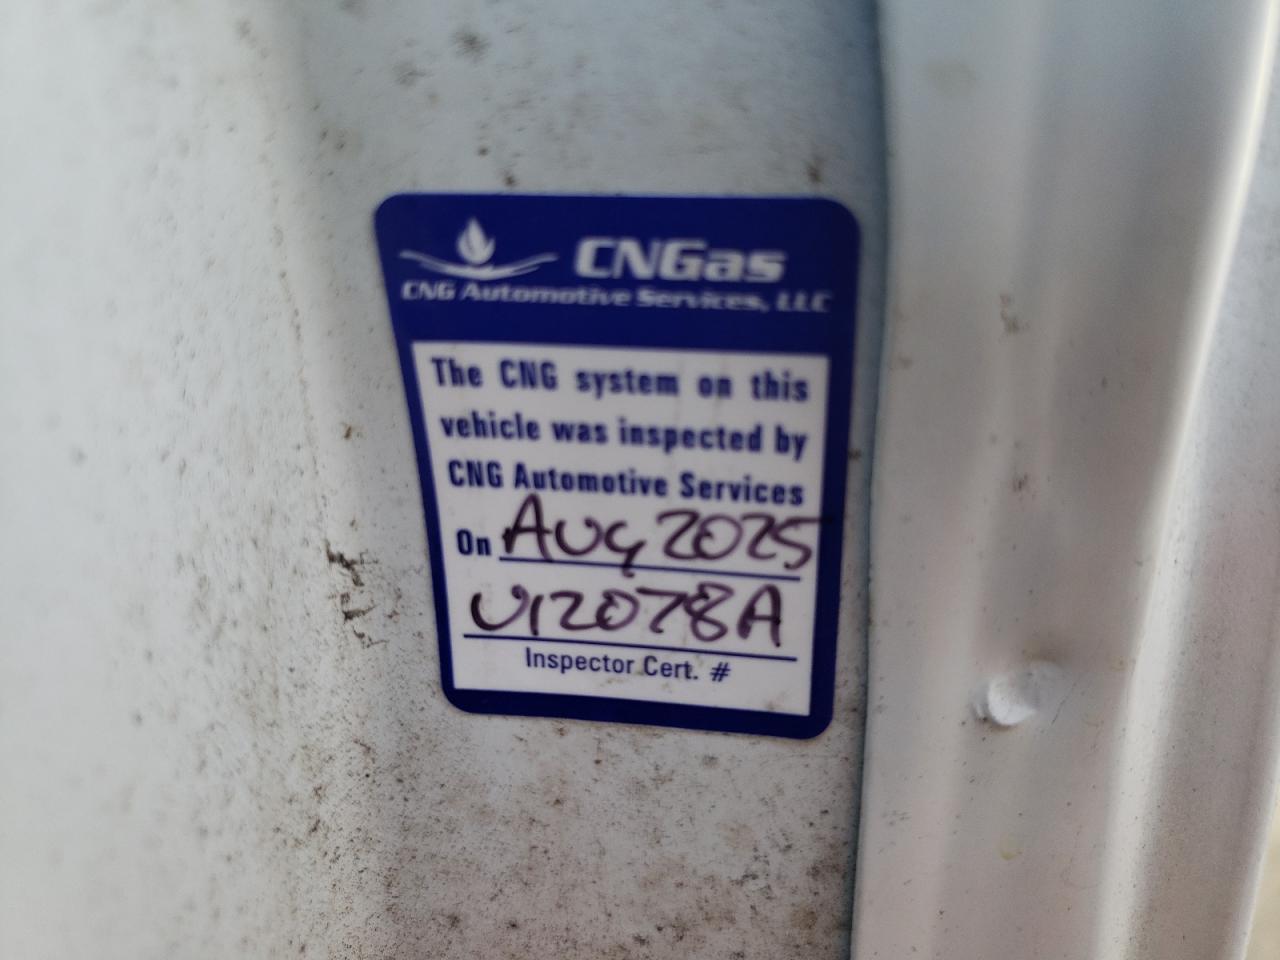 CNGas
CNG Automotive Services, LLC
The CNG system on this
vehicle was inspected by
CNG Automotive Services
On Aug 2025
V12078A
Inspector Cert. #